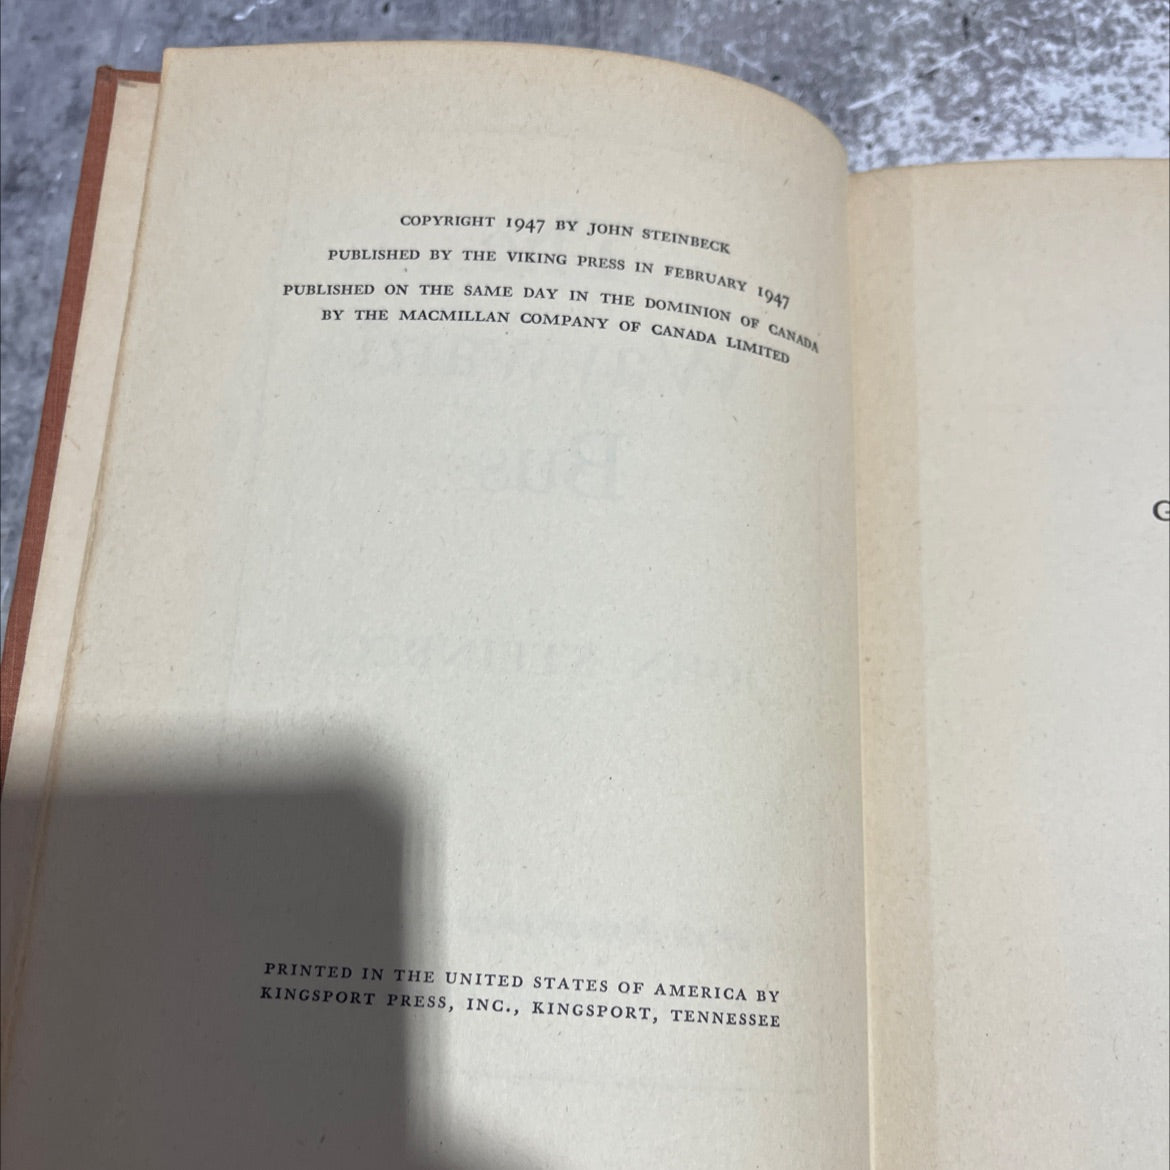 COPYRIGHT 1947 BY JOHN STEINBECK
PUBLISHED BY THE VIKING PRESS IN FEBRUARY 1947
PUBLISHED ON THE SAME DAY IN THE DOMINION OF CANADA
BY THE MACMILLAN COMPANY OF CANADA LIMITED
PRINTED IN THE UNITED STATES OF AMERICA BY
KINGSPORT PRESS, INC., KINGSPORT, TENNESSEE
G